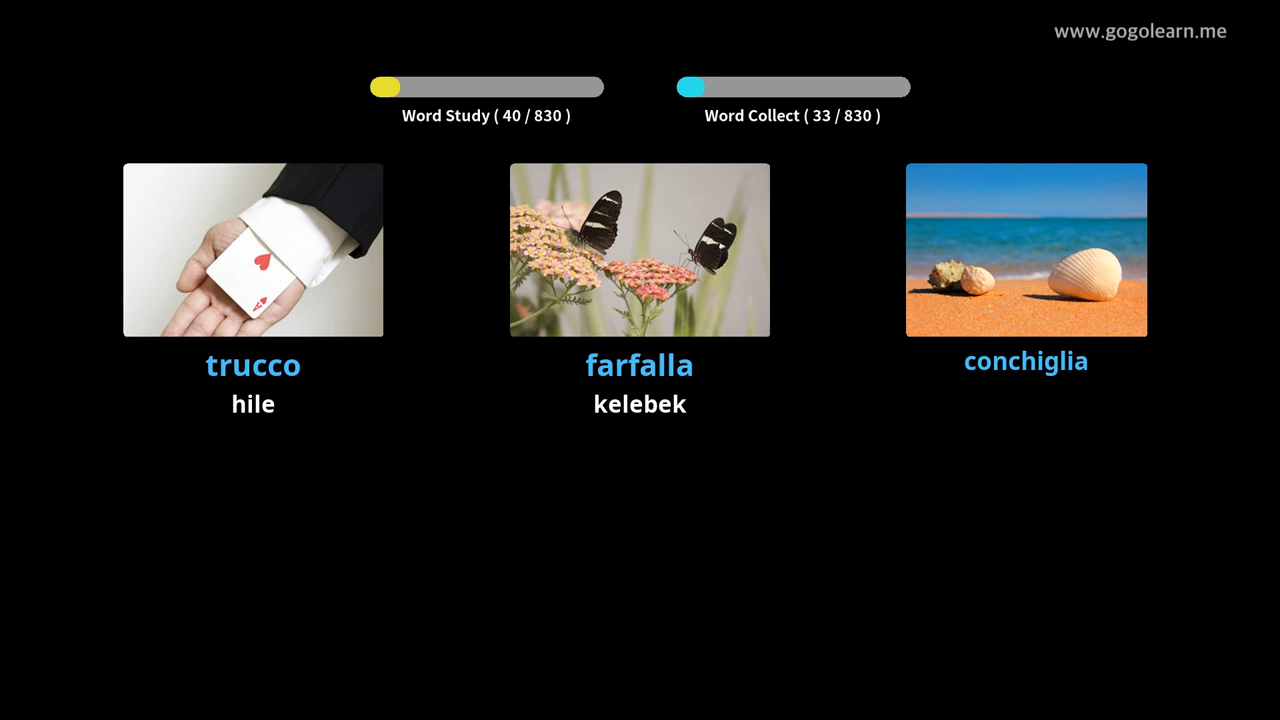 www.gogolearn.me
Word Study ( 40 / 830 )
Word Collect ( 33 / 830 )
trucco
hile
farfalla
kelebek
conchiglia